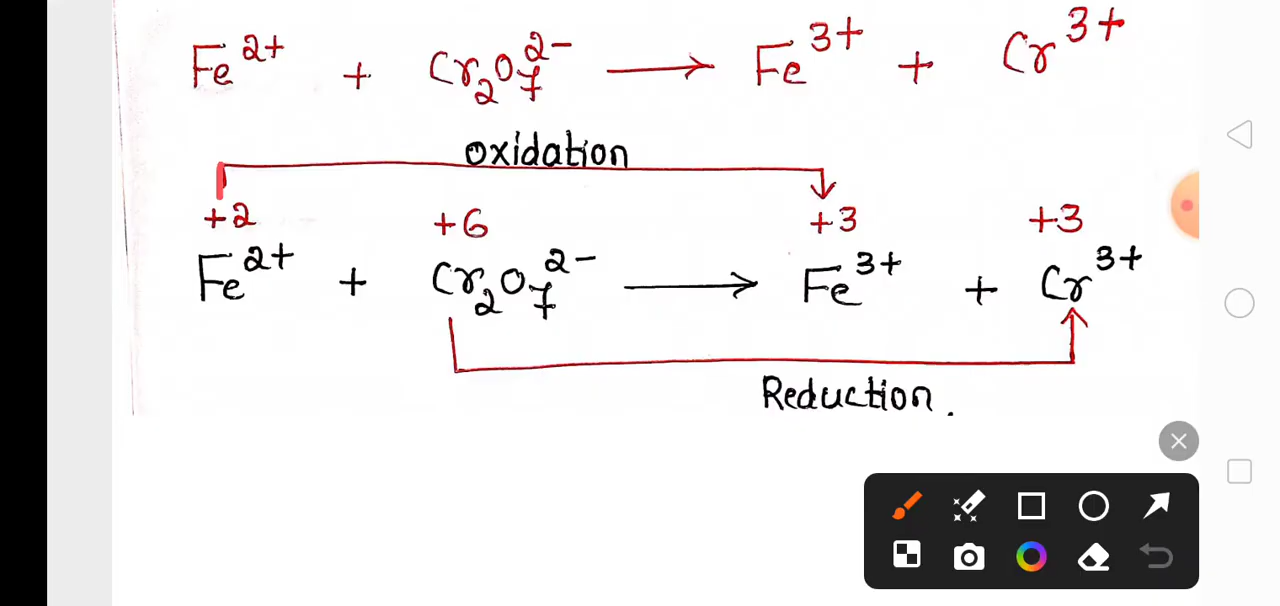 Fe²⁺ + Cr₂O₇²⁻ ⟶ Fe³⁺ + Cr³⁺
oxidation
+2 +6 +3 +3
Fe²⁺ + Cr₂O₇²⁻ ⟶ Fe³⁺ + Cr³⁺
Reduction.